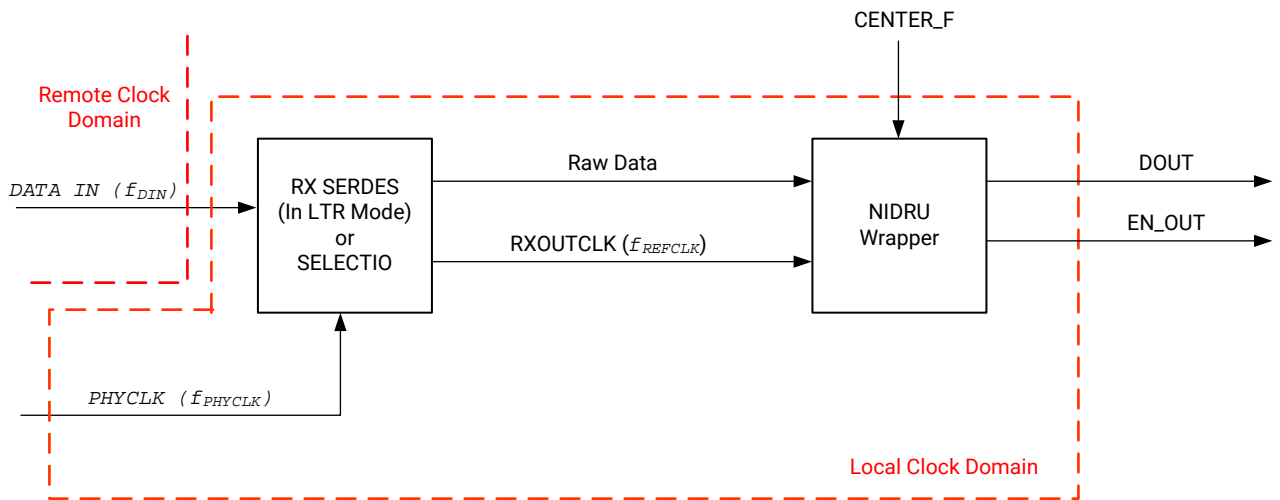 CENTER_F
Remote Clock
Domain
DATA IN (fDIN)
RX SERDES
(In LTR Mode)
or
SELECTIO
Raw Data
RXOUTCLK (fREFCLK)
NIDRU
Wrapper
DOUT
EN_OUT
PHYCLK (fPHYCLK)
Local Clock Domain